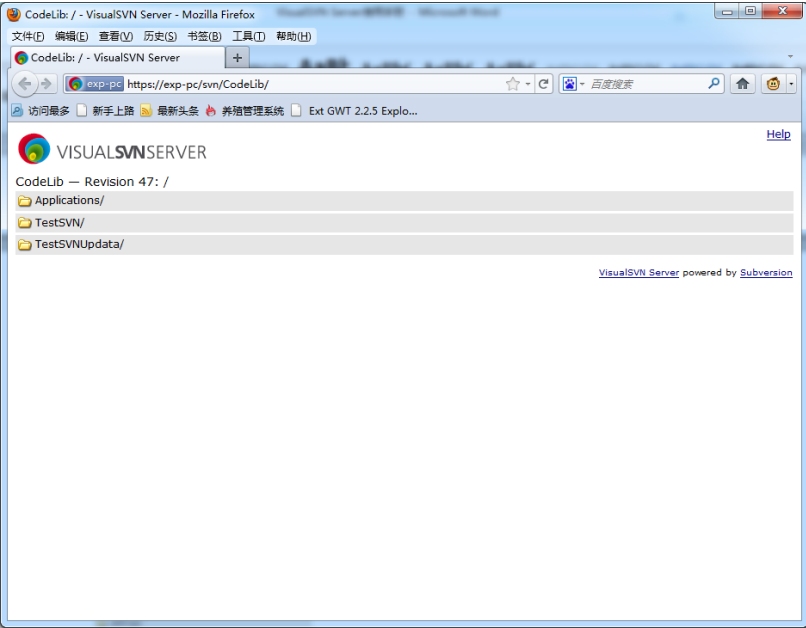 CodeLib: / - VisualSVN Server - Mozilla Firefox
文件(F) 编辑(E) 查看(V) 历史(S) 书签(B) 工具(T) 帮助(H)
CodeLib: / - VisualSVN Server +
exp-pc https://exp-pc/svn/CodeLib/ 百度搜索
访问最多 新手上路 最新头条 养殖管理系统 Ext GWT 2.2.5 Explo...
Help
VISUALSVNSERVER
CodeLib — Revision 47: /
Applications/
TestSVN/
TestSVNUpdata/
VisualSVN Server powered by Subversion